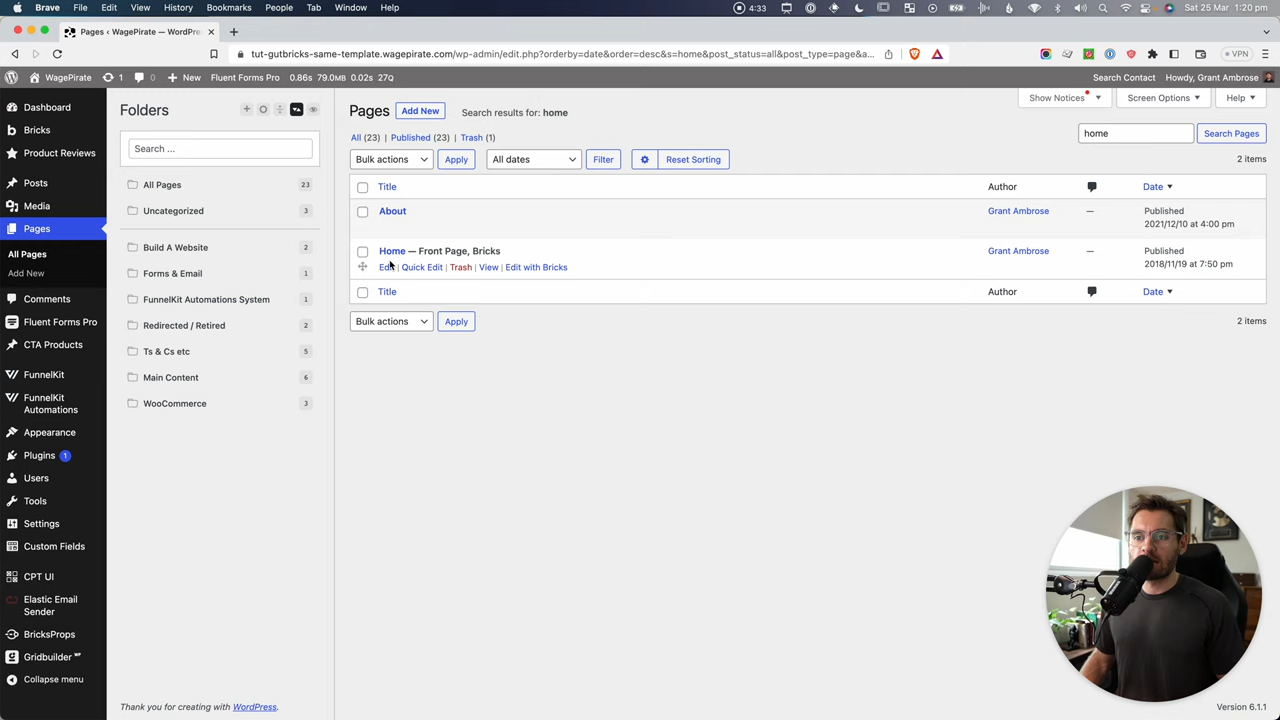 Brave File Edit View History Bookmarks People Tab Window Help 4:33 Sat 25 Mar 1:20 pm
Pages ‹ WagePirate — WordPre
tut-gutbricks-same-template.wagepirate.com/wp-admin/edit.php?orderby=date&order=desc&s=home&post_status=all&post_type=page&a... VPN
WagePirate 1 0 New Fluent Forms Pro 0.86s 79.0MB 0.02s 27Q Search Contact Howdy, Grant Ambrose
Dashboard
Bricks
Product Reviews
Posts
Media
Pages
All Pages
Add New
Comments
Fluent Forms Pro
CTA Products
FunnelKit
FunnelKit
Automations
Appearance
Plugins 1
Users
Tools
Settings
Custom Fields
CPT UI
Elastic Email
Sender
BricksProps
Gridbuilder WP
Collapse menu
Folders
Search ...
All Pages 23
Uncategorized 3
Build A Website 2
Forms & Email 1
FunnelKit Automations System 1
Redirected / Retired 2
Ts & Cs etc 5
Main Content 6
WooCommerce 3
Thank you for creating with WordPress.
Show Notices Screen Options Help
Pages Add New Search results for: home
All (23) | Published (23) | Trash (1)
home Search Pages
Bulk actions Apply All dates Filter Reset Sorting 2 items
Title Author Date
About Grant Ambrose — Published
2021/12/10 at 4:00 pm
Home — Front Page, Bricks Grant Ambrose — Published
Edit | Quick Edit | Trash | View | Edit with Bricks 2018/11/19 at 7:50 pm
Title Author Date
Bulk actions Apply 2 items
Version 6.1.1